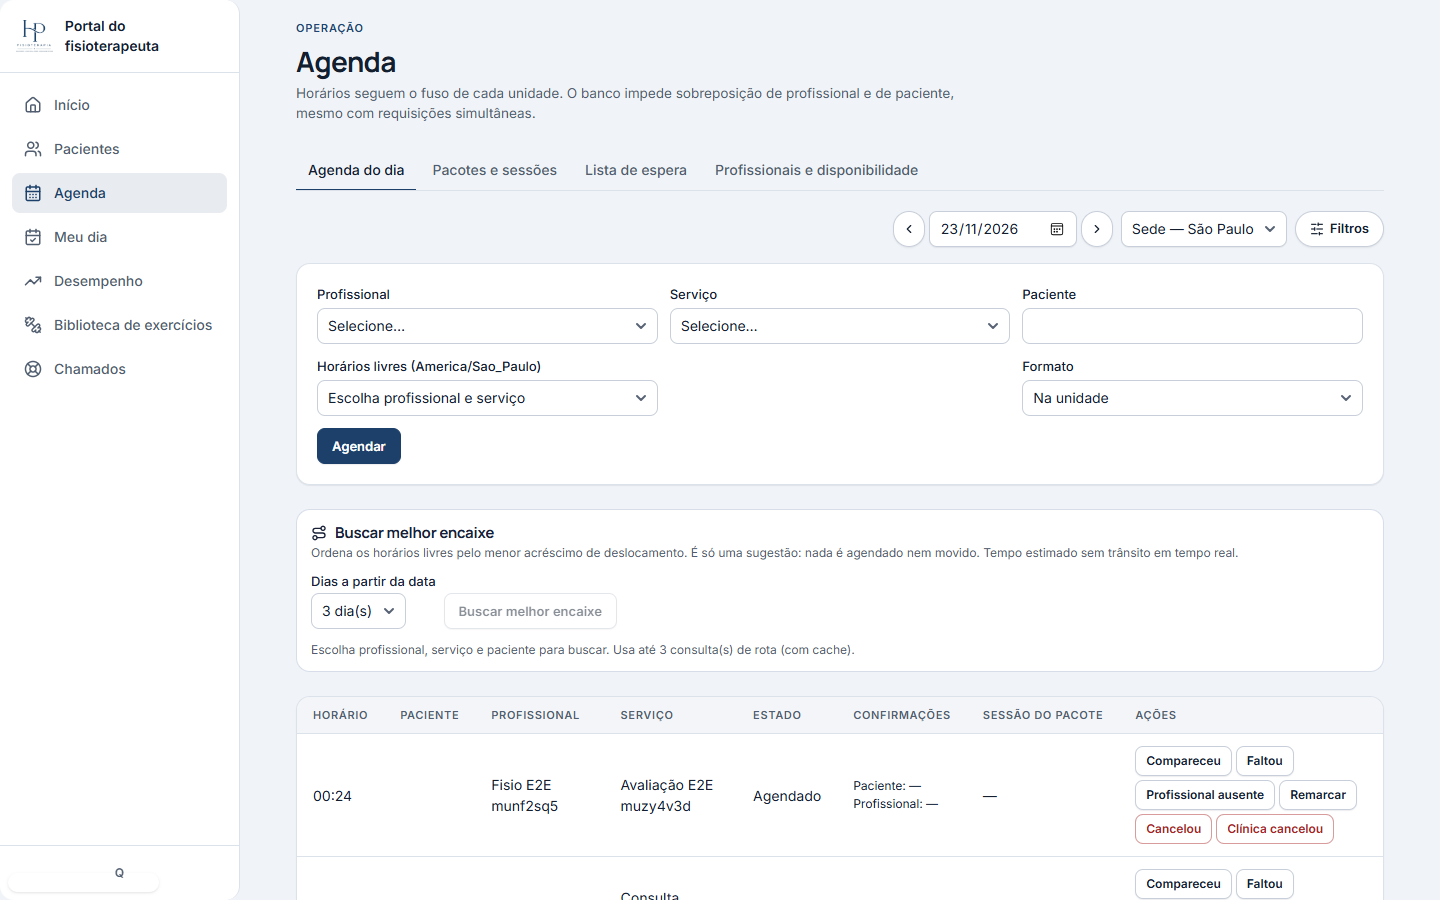 HP
FISIOTERAPIA
Portal do
fisioterapeuta
Início
Pacientes
Agenda
Meu dia
Desempenho
Biblioteca de exercícios
Chamados
Q
OPERAÇÃO
Agenda
Horários seguem o fuso de cada unidade. O banco impede sobreposição de profissional e de paciente,
mesmo com requisições simultâneas.
Agenda do dia Pacotes e sessões Lista de espera Profissionais e disponibilidade
23/11/2026 Sede — São Paulo Filtros
Profissional Serviço Paciente
Selecione... Selecione...
Horários livres (America/Sao_Paulo) Formato
Escolha profissional e serviço Na unidade
Agendar
Buscar melhor encaixe
Ordena os horários livres pelo menor acréscimo de deslocamento. É só uma sugestão: nada é agendado nem movido. Tempo estimado sem trânsito em tempo real.
Dias a partir da data
3 dia(s) Buscar melhor encaixe
Escolha profissional, serviço e paciente para buscar. Usa até 3 consulta(s) de rota (com cache).
HORÁRIO PACIENTE PROFISSIONAL SERVIÇO ESTADO CONFIRMAÇÕES SESSÃO DO PACOTE AÇÕES
00:24 Fisio E2E munf2sq5 Avaliação E2E muzy4v3d Agendado Paciente: — Profissional: — —
Compareceu Faltou
Profissional ausente Remarcar
Cancelou Clínica cancelou
Consulta
Compareceu Faltou